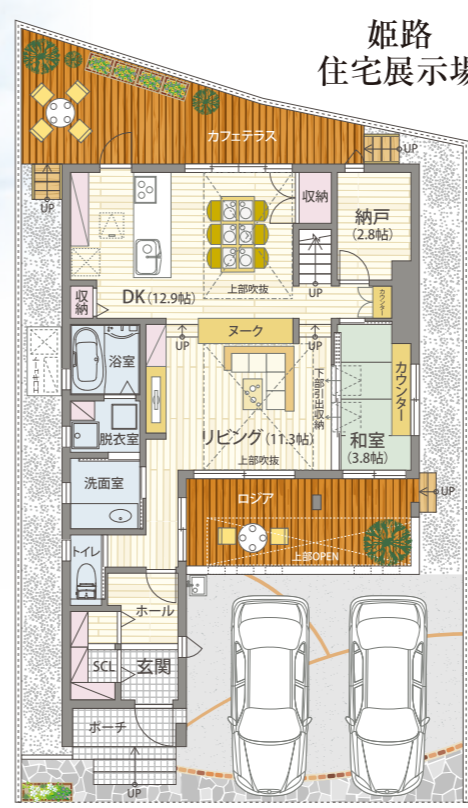 姫路
住宅展示場
カフェテラス
UP
UP
収納
納戸
(2.8帖)
上部吹抜
UP
DK(12.9帖)
収納
カウンター
ヌーク
UP
UP
浴室
下部引出収納
カウンター
リビング(11.3帖)
脱衣室
和室
(3.8帖)
上部吹抜
洗面室
ロジア
UP
トイレ
上部OPEN
ホール
SCL
玄関
ポーチ
UP